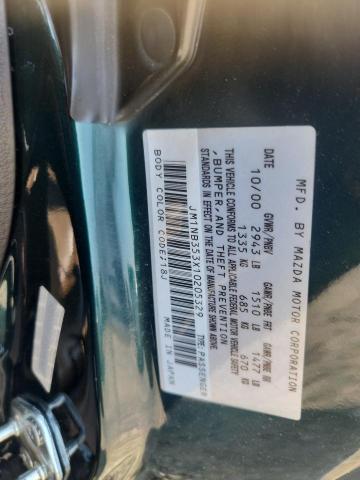 MFD. BY MAZDA MOTOR CORPORATION
DATE GVWR/PNBV GAWR/PNBE FRT GAWR/PNBE RR
10/00 2943 LB 1510 LB 1477 LB
1335 KG 685 KG 670 KG
THIS VEHICLE CONFORMS TO ALL APPLICABLE FEDERAL MOTOR VEHICLE SAFETY
, BUMPER, AND THEFT PREVENTION
STANDARDS IN EFFECT ON THE DATE OF MANUFACTURE SHOWN ABOVE.
JM1NB353X10205329 TYPE:PASSENGER
BODY COLOR CODE:18J MADE IN JAPAN